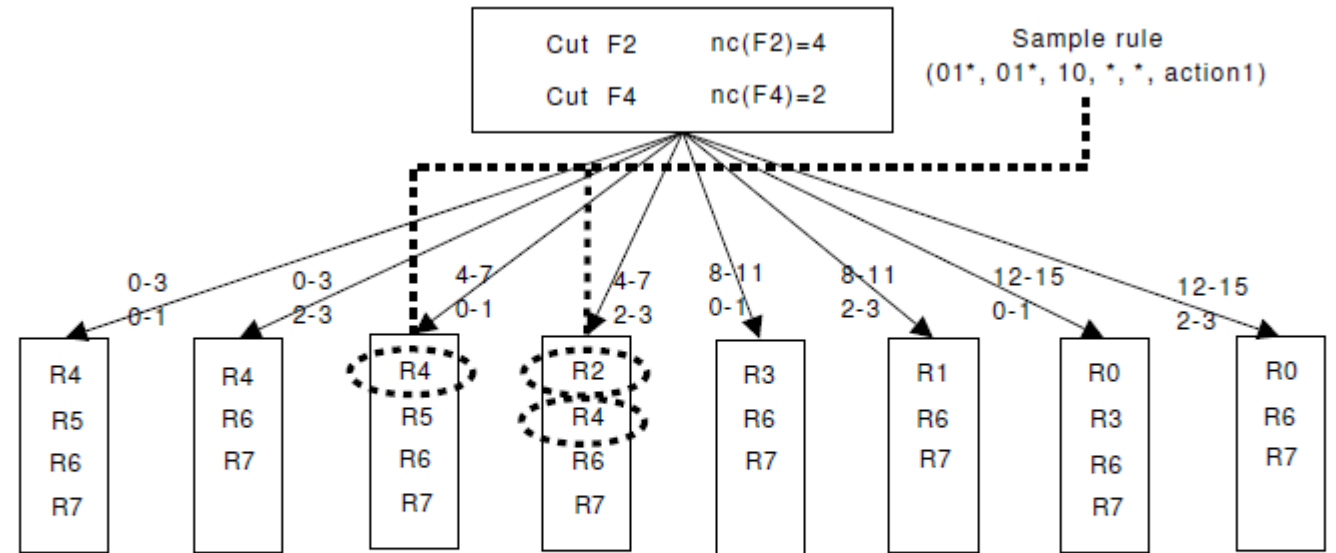 Cut F2 nc(F2)=4
Cut F4 nc(F4)=2
Sample rule
(01*, 01*, 10, *, *, action1)
0-3
0-1
0-3
2-3
4-7
0-1
4-7
2-3
8-11
0-1
8-11
2-3
12-15
0-1
12-15
2-3
R4
R5
R6
R7
R4
R6
R7
R4
R5
R6
R7
R2
R4
R6
R7
R3
R6
R7
R1
R6
R7
R0
R3
R6
R7
R0
R6
R7